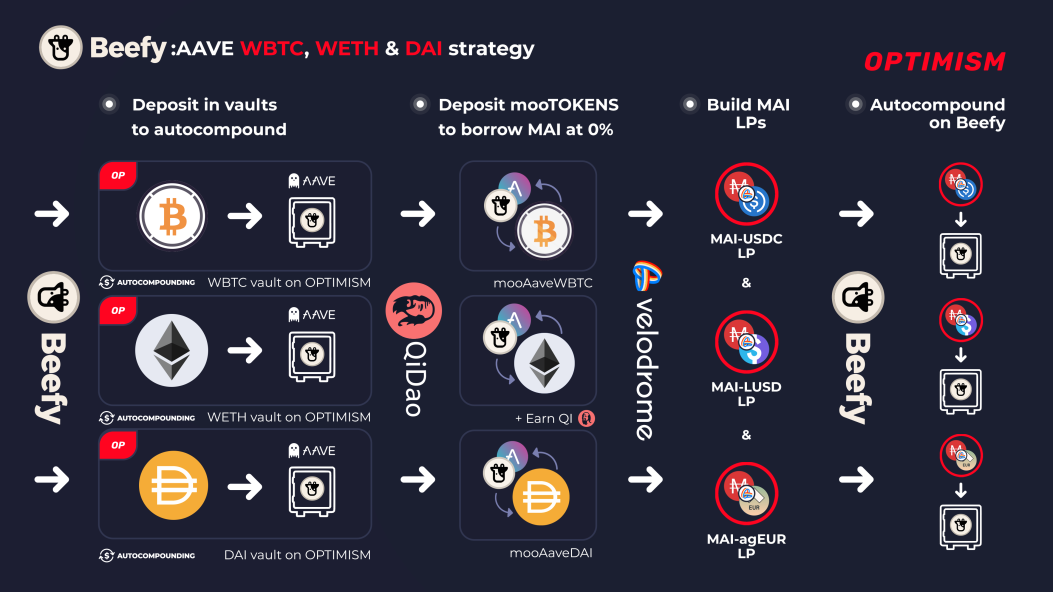 Beefy :AAVE WBTC, WETH & DAI strategy
OPTIMISM
Deposit in vaults
to autocompound
Deposit mooTOKENS
to borrow MAI at 0%
Build MAI
LPs
Autocompound
on Beefy
Beefy
OP
AAVE
AUTOCOMPOUNDING
WBTC vault on OPTIMISM
OP
AAVE
AUTOCOMPOUNDING
WETH vault on OPTIMISM
OP
AAVE
AUTOCOMPOUNDING
DAI vault on OPTIMISM
QiDao
mooAaveWBTC
+ Earn QI
mooAaveDAI
velodrome
MAI-USDC
LP
&
MAI-LUSD
LP
&
EUR
MAI-agEUR
LP
Beefy
EUR